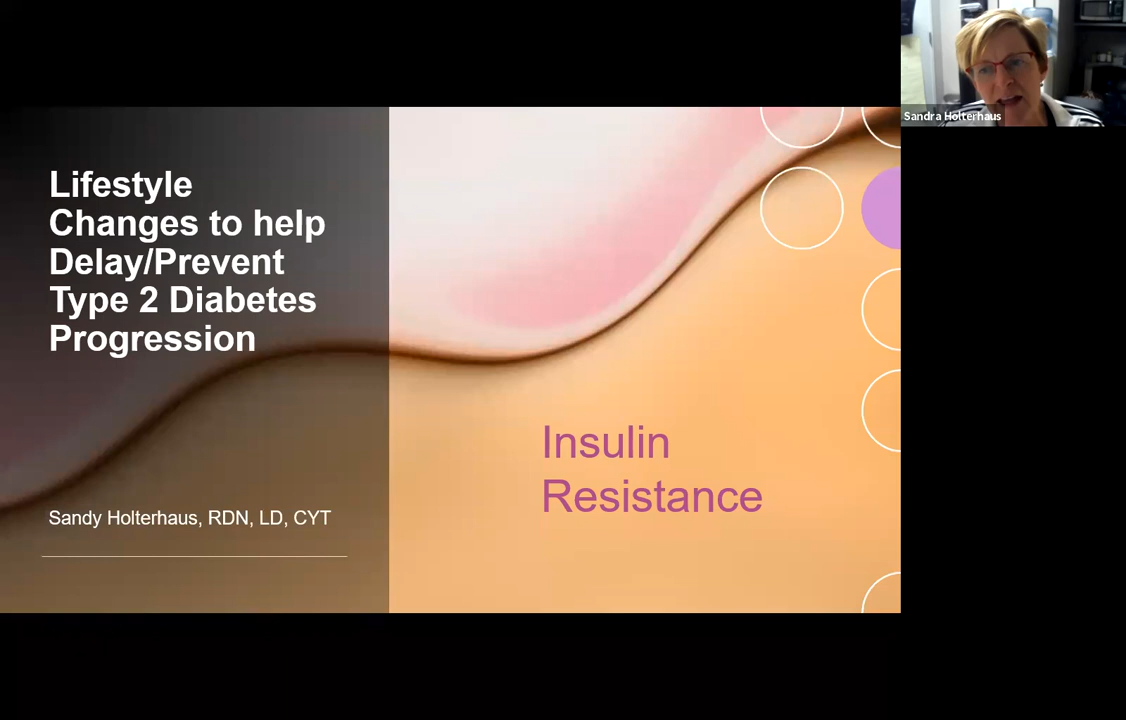 Lifestyle
Changes to help
Delay/Prevent
Type 2 Diabetes
Progression
Sandy Holterhaus, RDN, LD, CYT
Insulin
Resistance
Sandra Holterhaus